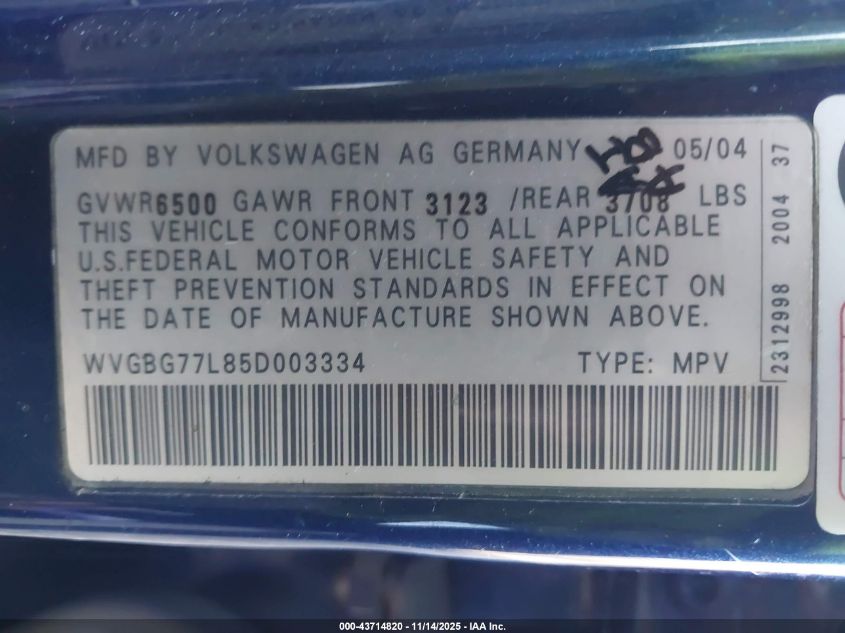 MFD BY VOLKSWAGEN AG GERMANY 05/04
GVWR 6500 GAWR FRONT 3123 /REAR 3708 LBS
THIS VEHICLE CONFORMS TO ALL APPLICABLE
U.S.FEDERAL MOTOR VEHICLE SAFETY AND
THEFT PREVENTION STANDARDS IN EFFECT ON
THE DATE OF MANUFACTURE SHOWN ABOVE.
WVGBG77L85D003334 TYPE: MPV
2312998 2004 37
000-43714820 - 11/14/2025 - IAA Inc.